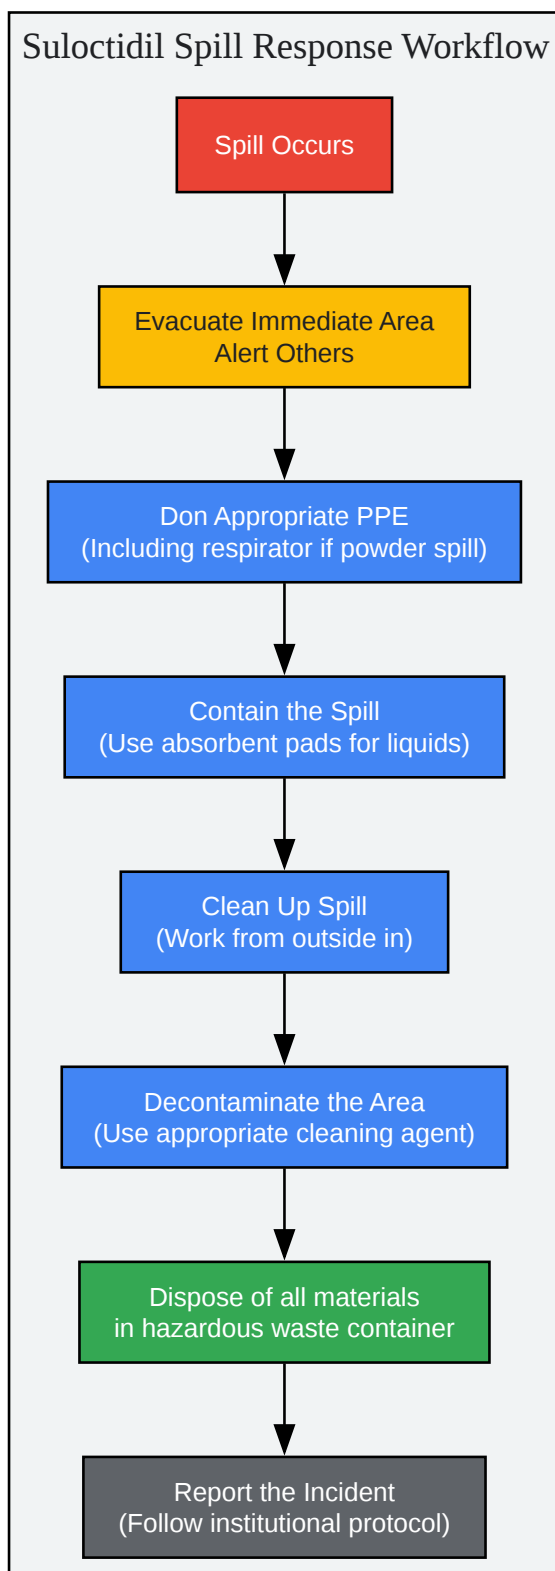 Suloctidil Spill Response Workflow
Spill Occurs
Evacuate Immediate Area
Alert Others
Don Appropriate PPE
(Including respirator if powder spill)
Contain the Spill
(Use absorbent pads for liquids)
Clean Up Spill
(Work from outside in)
Decontaminate the Area
(Use appropriate cleaning agent)
Dispose of all materials
in hazardous waste container
Report the Incident
(Follow institutional protocol)